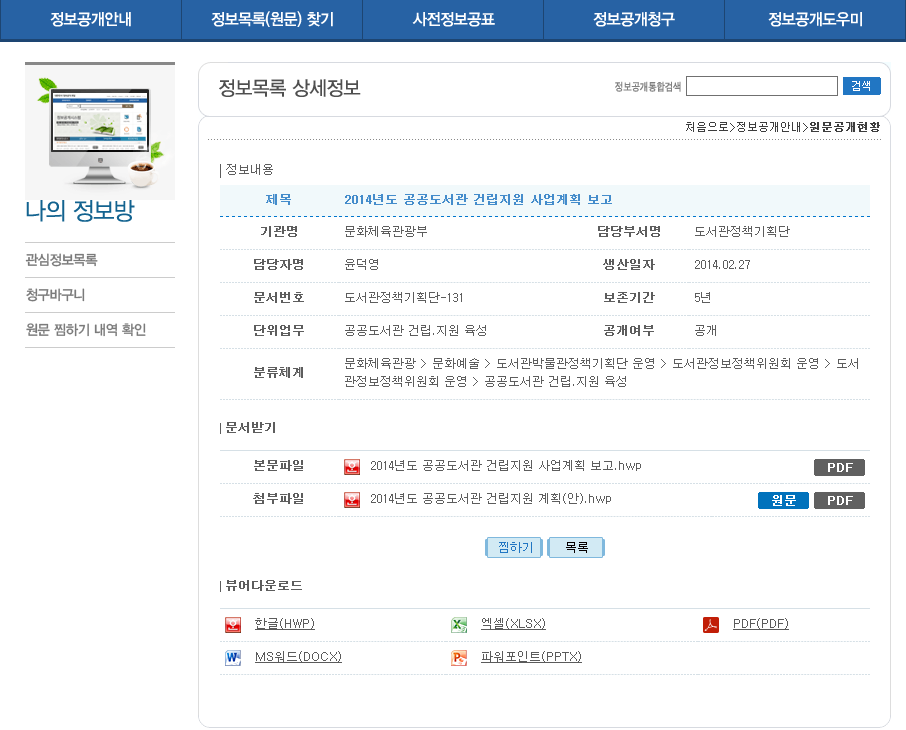 정보공개안내 정보목록(원문) 찾기 사전정보공표 정보공개청구 정보공개도우미
정보목록 상세정보 정보공개통합검색 검색
처음으로>정보공개안내>원문공개현황
나의 정보방
관심정보목록
청구바구니
원문 찜하기 내역 확인
정보내용
제목 2014년도 공공도서관 건립지원 사업계획 보고
기관명 문화체육관광부 담당부서명 도서관정책기획단
담당자명 윤덕영 생산일자 2014.02.27
문서번호 도서관정책기획단-131 보존기간 5년
단위업무 공공도서관 건립.지원 육성 공개여부 공개
분류체계 문화체육관광 > 문화예술 > 도서관박물관정책기획단 운영 > 도서관정보정책위원회 운영 > 도서
관정보정책위원회 운영 > 공공도서관 건립.지원 육성
문서받기
본문파일 2014년도 공공도서관 건립지원 사업계획 보고.hwp PDF
첨부파일 2014년도 공공도서관 건립지원 계획(안).hwp 원문 PDF
찜하기 목록
뷰어다운로드
한글(HWP) 엑셀(XLSX) PDF(PDF)
MS워드(DOCX) 파워포인트(PPTX)